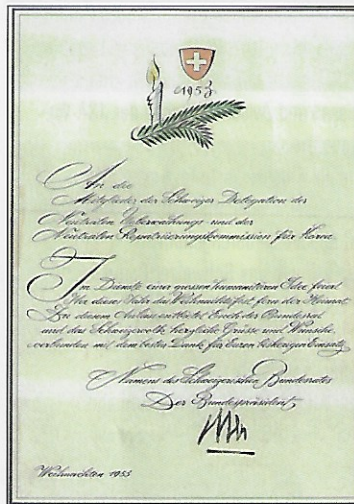 1953
An die
Mitglieder der Schweizer Delegation der
Neutralen Ueberwachungs- und der
Neutralen Repatriierungskommission für Korea
Im Dienste einer grossen humanitären Idee feiert
Ihr dieses Jahr das Weihnachtsfest fern der Heimat.
Zu diesem Anlass entbietet Euch der Bundesrat
und das Schweizervolk herzliche Grüsse und Wünsche,
verbunden mit dem besten Dank für Euren bisherigen Einsatz.
Namens des Schweizerischen Bundesrates
Der Bundespräsident,
Weihnachten 1953